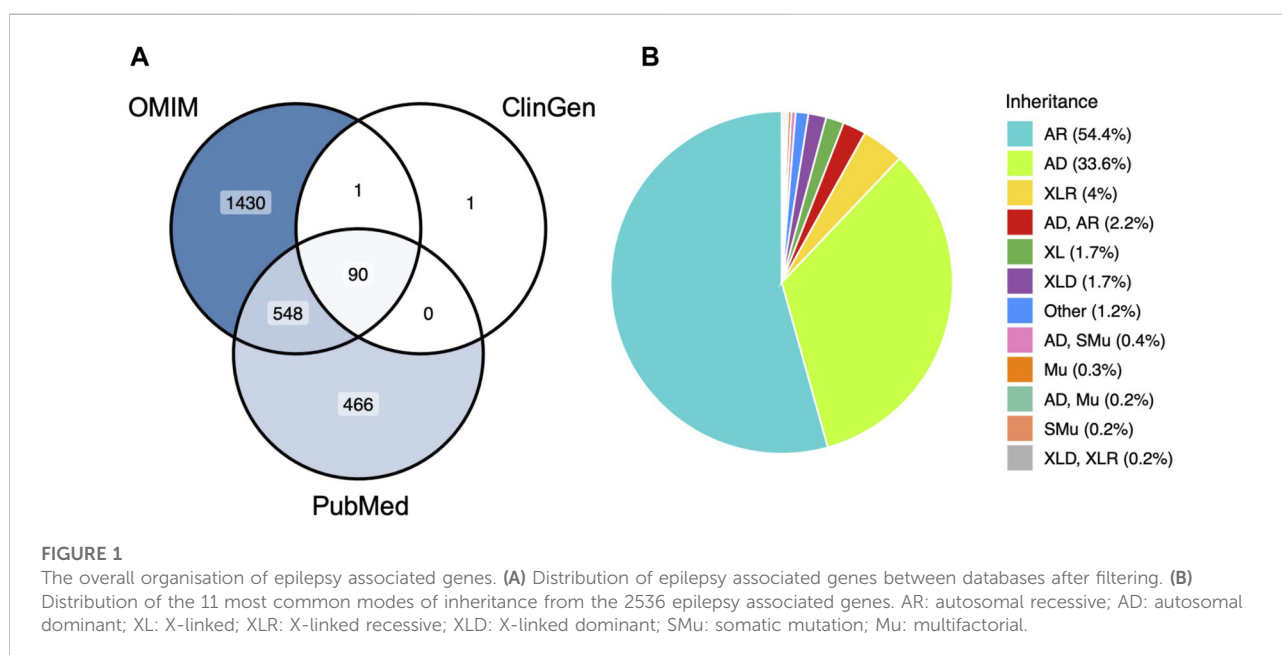 A
B
OMIM
ClinGen
1430
1
1
90
548
0
466
PubMed
Inheritance
AR (54.4%)
AD (33.6%)
XLR (4%)
AD, AR (2.2%)
XL (1.7%)
XLD (1.7%)
Other (1.2%)
AD, SMu (0.4%)
Mu (0.3%)
AD, Mu (0.2%)
SMu (0.2%)
XLD, XLR (0.2%)
FIGURE 1
The overall organisation of epilepsy associated genes. (A) Distribution of epilepsy associated genes between databases after filtering. (B)
Distribution of the 11 most common modes of inheritance from the 2536 epilepsy associated genes. AR: autosomal recessive; AD: autosomal
dominant; XL: X-linked; XLR: X-linked recessive; XLD: X-linked dominant; SMu: somatic mutation; Mu: multifactorial.